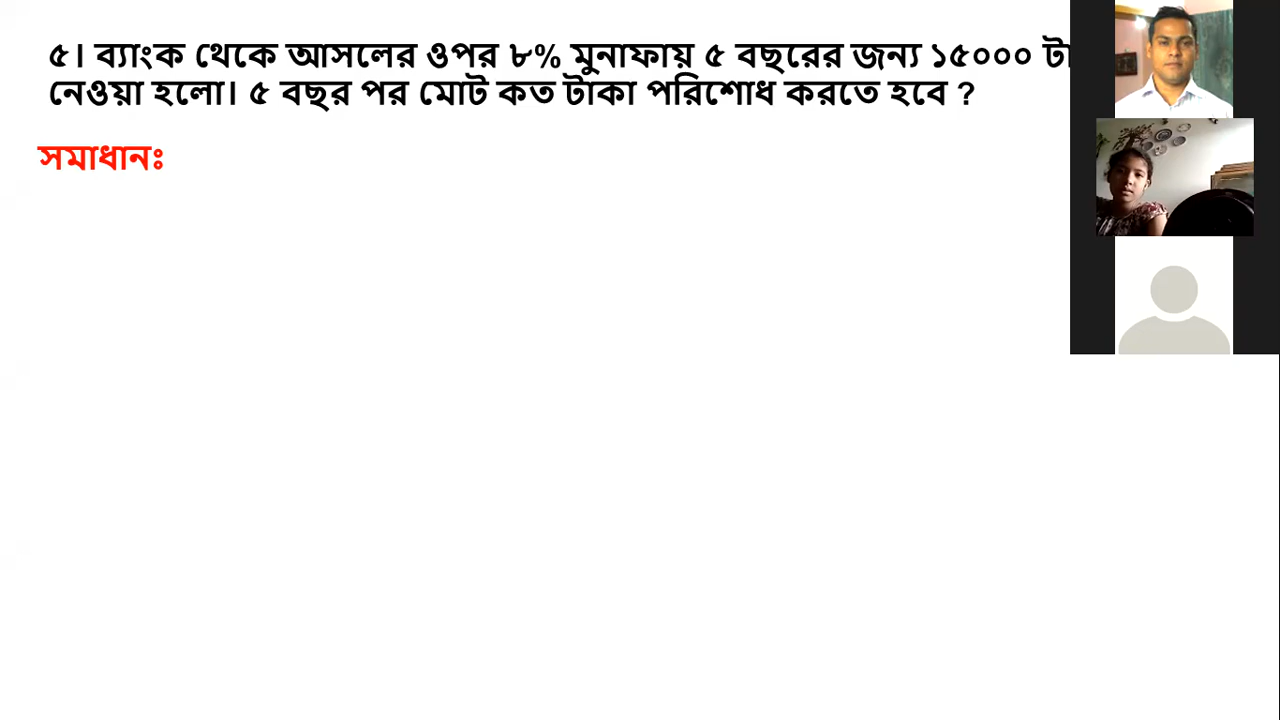 ৫। ব্যাংক থেকে আসলের ওপর ৮% মুনাফায় ৫ বছরের জন্য ১৫০০০
নেওয়া হলো। ৫ বছর পর মোট কত টাকা পরিশোধ করতে হবে ?
সমাধানঃ